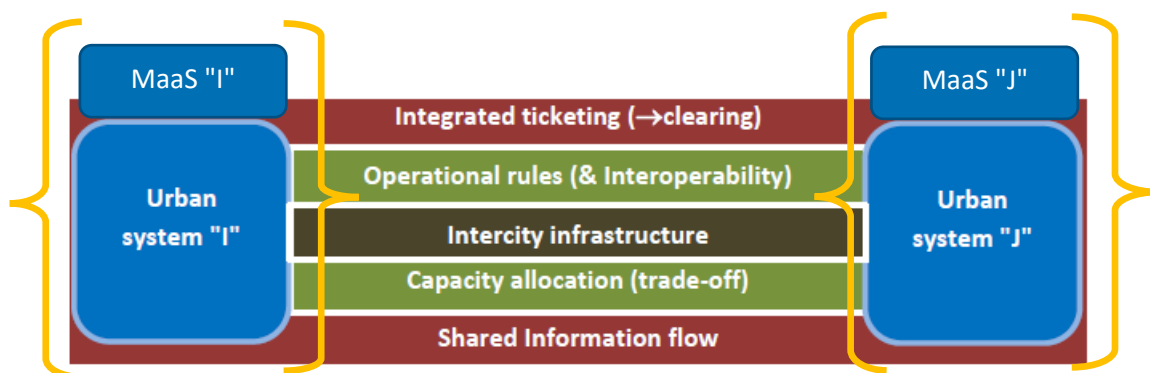 MaaS "I"
MaaS "J"
Integrated ticketing (→clearing)
Operational rules (& Interoperability)
Urban
system "I"
Intercity infrastructure
Urban
system "J"
Capacity allocation (trade-off)
Shared Information flow